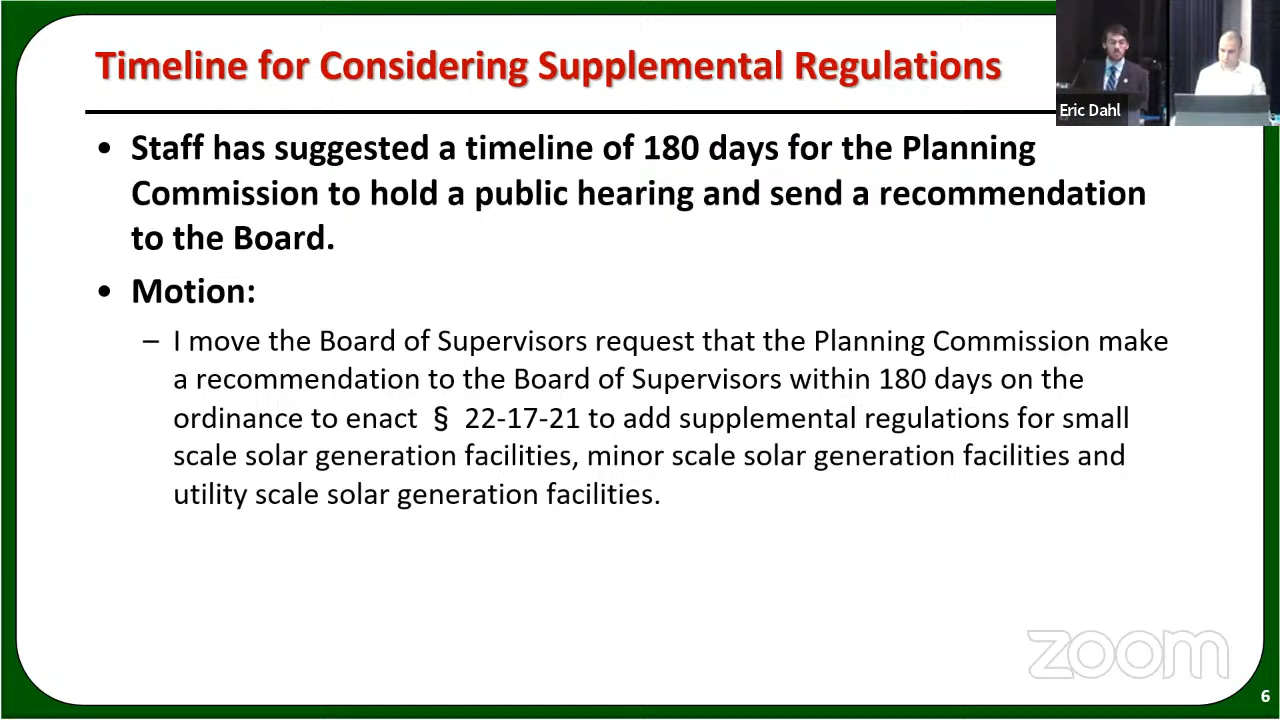 Timeline for Considering Supplemental Regulations
Eric Dahl
• Staff has suggested a timeline of 180 days for the Planning
Commission to hold a public hearing and send a recommendation
to the Board.
• Motion:
– I move the Board of Supervisors request that the Planning Commission make
a recommendation to the Board of Supervisors within 180 days on the
ordinance to enact § 22-17-21 to add supplemental regulations for small
scale solar generation facilities, minor scale solar generation facilities and
utility scale solar generation facilities.
zoom
6